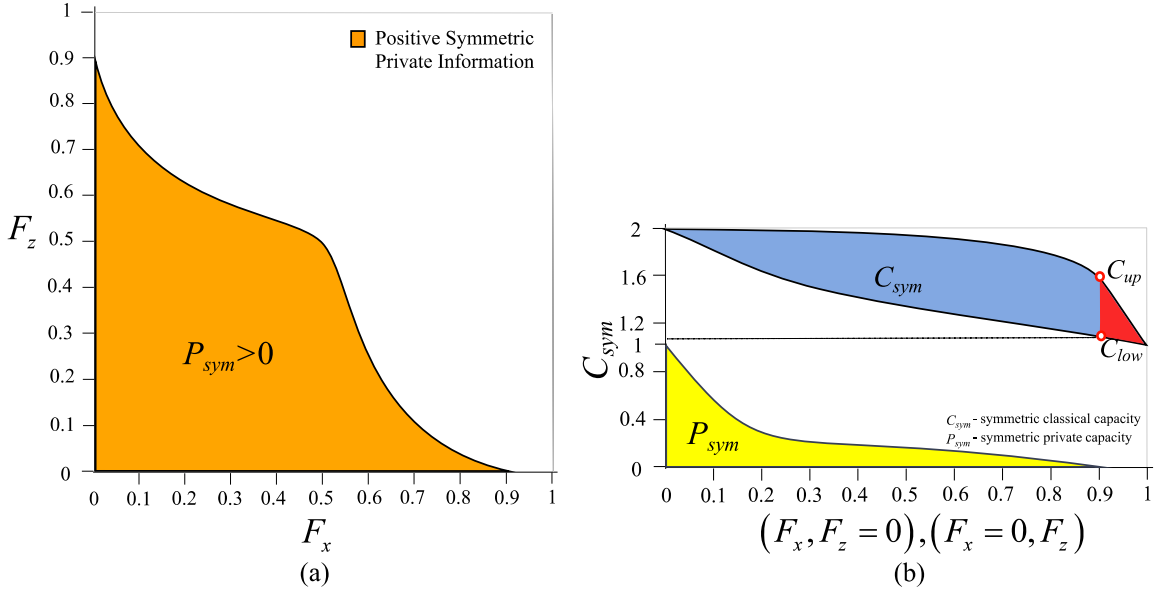 1
0.9
0.8
0.7
0.6
0.5
0.4
0.3
0.2
0.1
0
F_z
Positive Symmetric
Private Information
P_sym>0
0 0.1 0.2 0.3 0.4 0.5 0.6 0.7 0.8 0.9 1
F_x
(a)
2
1.6
1.2
1
0.8
0.4
0
C_sym
C_sym
C_up
C_low
P_sym
C_sym - symmetric classical capacity
P_sym - symmetric private capacity
0 0.1 0.2 0.3 0.4 0.5 0.6 0.7 0.8 0.9 1
(F_x, F_z = 0), (F_x = 0, F_z)
(b)